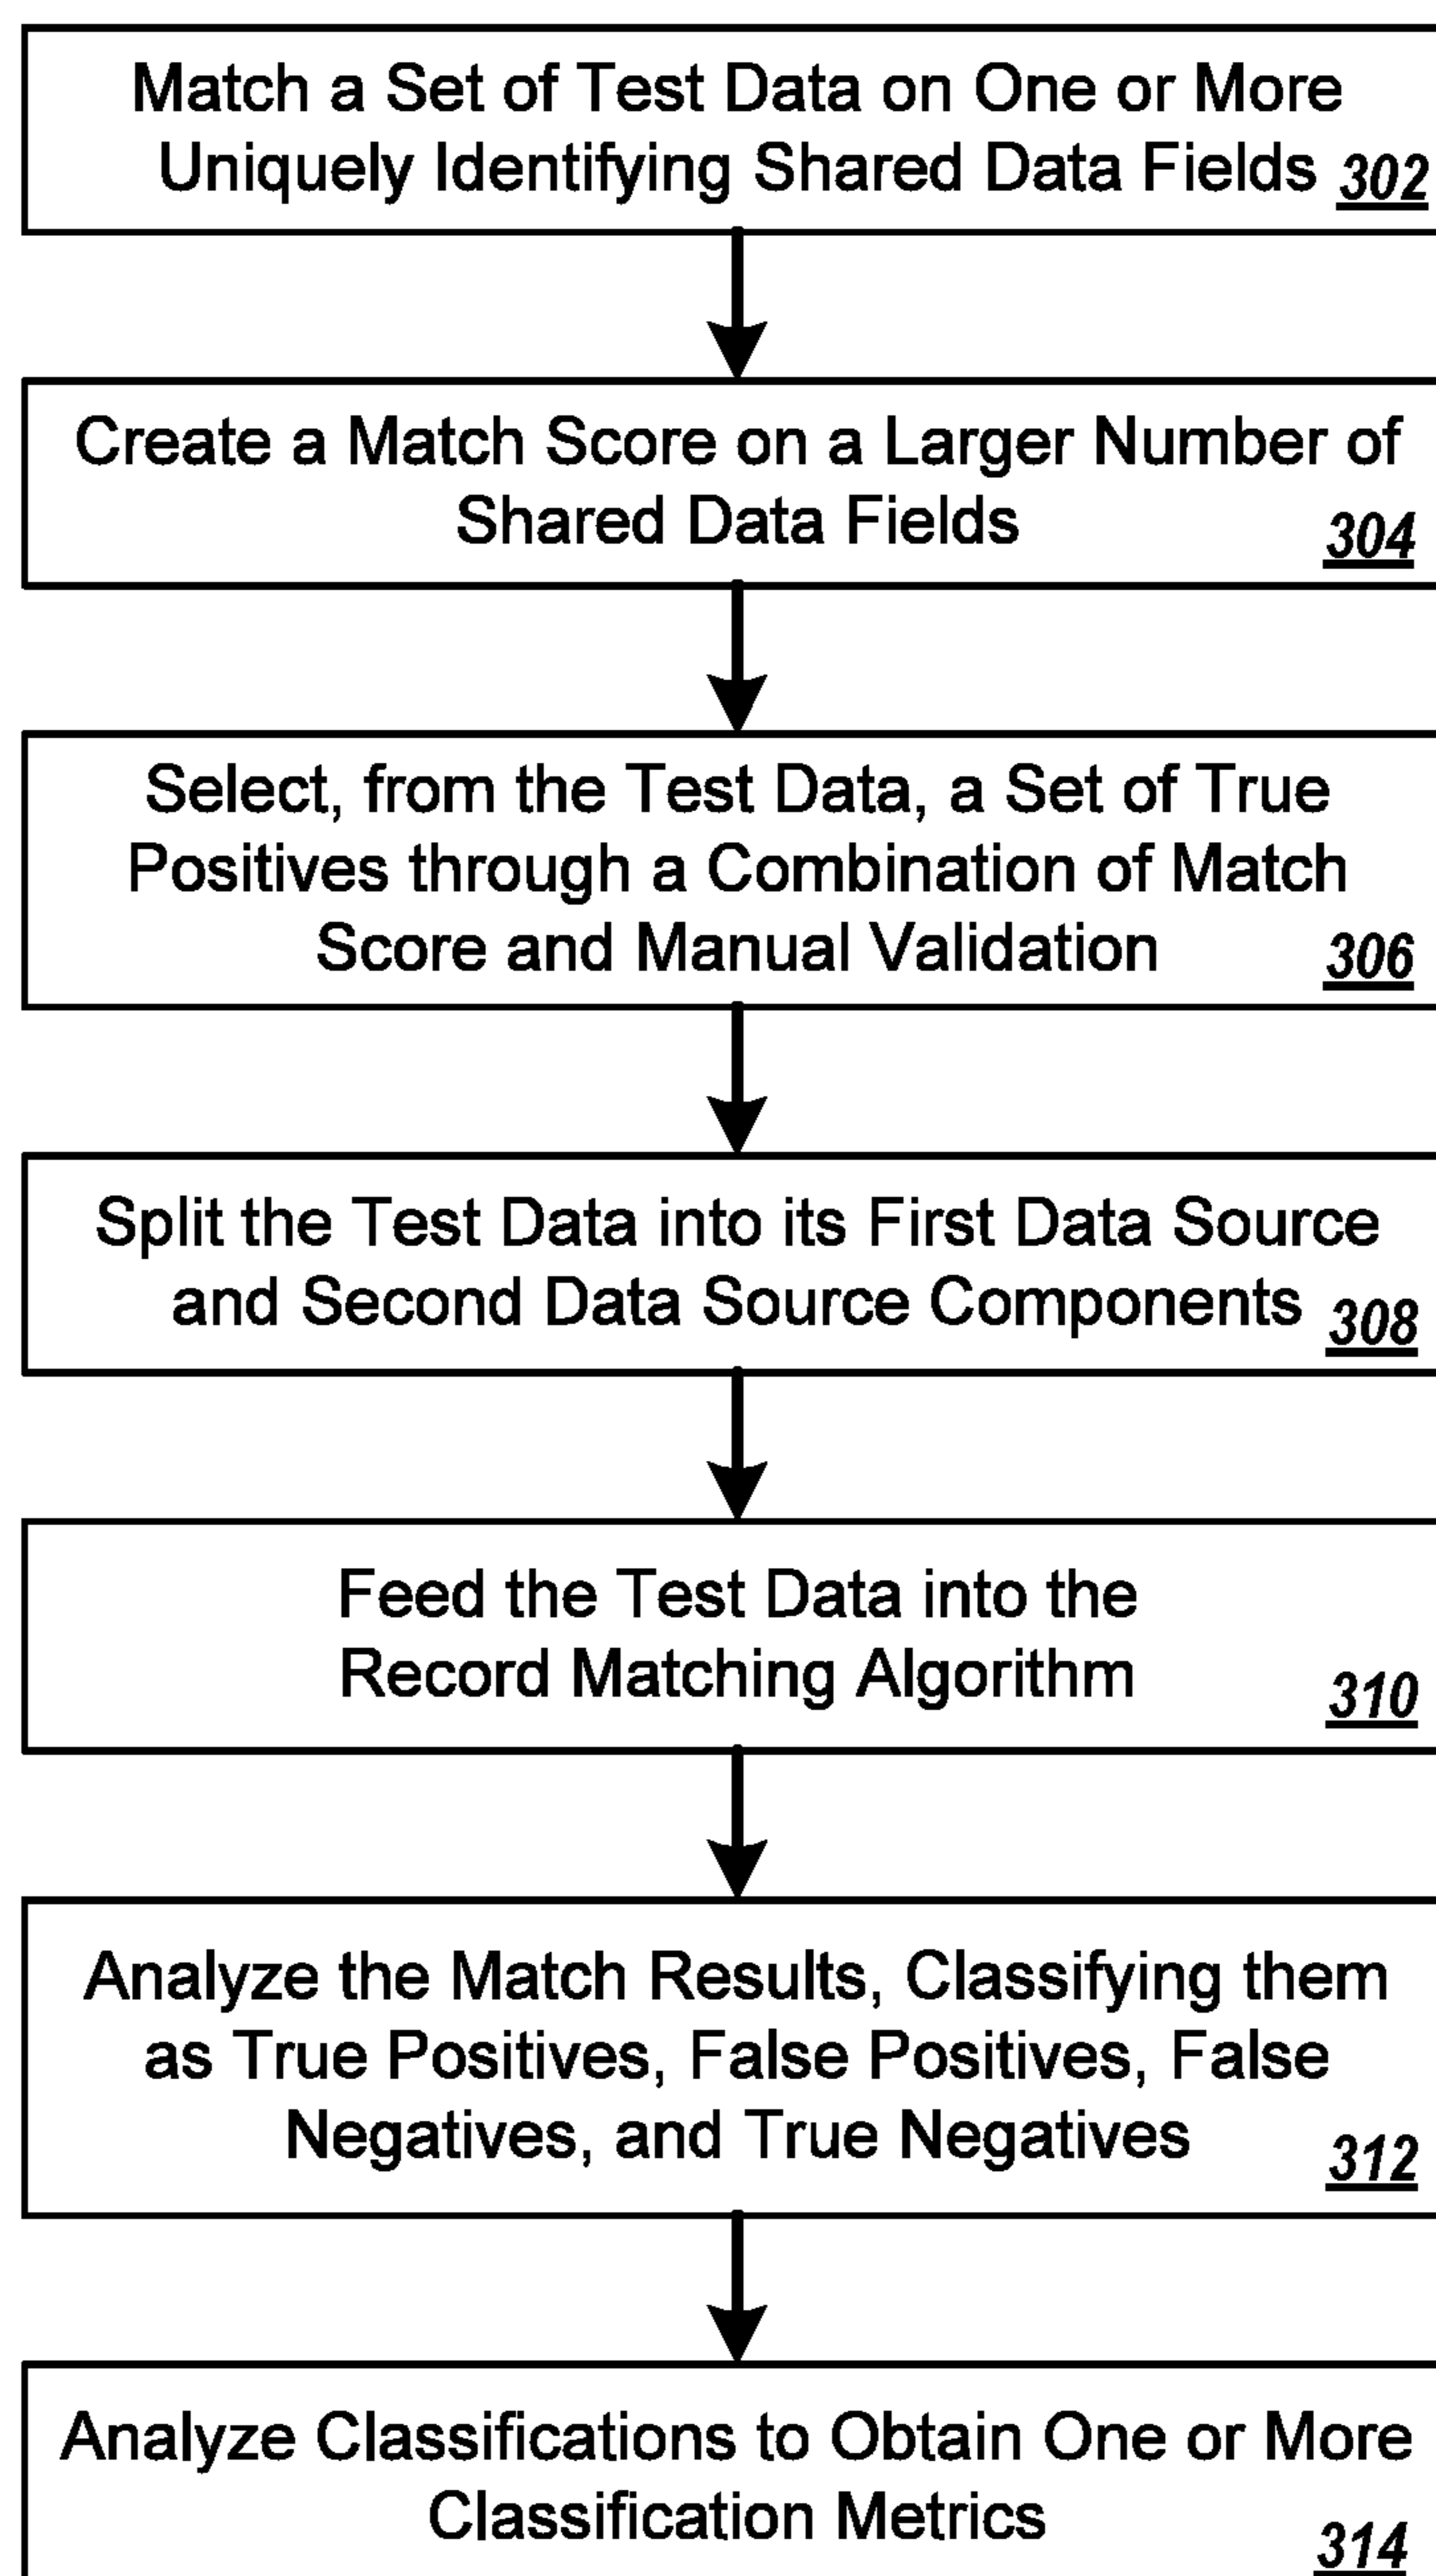 Match a Set of Test Data on One or More
Uniquely Identifying Shared Data Fields 302
Create a Match Score on a Larger Number of
Shared Data Fields 304
Select, from the Test Data, a Set of True
Positives through a Combination of Match
Score and Manual Validation 306
Split the Test Data into its First Data Source
and Second Data Source Components 308
Feed the Test Data into the
Record Matching Algorithm 310
Analyze the Match Results, Classifying them
as True Positives, False Positives, False
Negatives, and True Negatives 312
Analyze Classifications to Obtain One or More
Classification Metrics 314